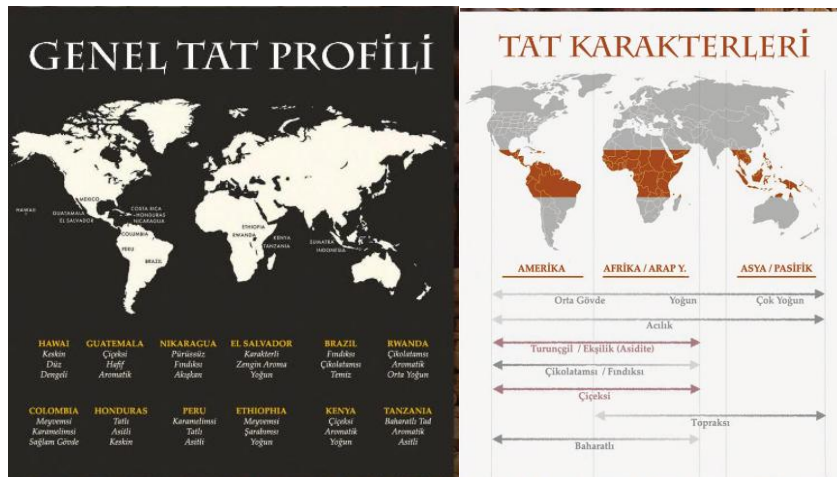 GENEL TAT PROFİLİ
HAWAI
MEXICO
GUATEMALA
EL SALVADOR
COSTA RICA
HONDURAS
NICARAGUA
COLUMBIA
PERU
BRAZIL
ETHIOPIA
RWANDA
KENYA
TANZANIA
SUMATRA
INDONESIA
HAWAI
Keskin
Düz
Dengeli
GUATEMALA
Çiçeksi
Hafif
Aromatik
NIKARAGUA
Pürüssüz
Fındıksı
Akışkan
EL SALVADOR
Karakterli
Zengin Aroma
Yoğun
BRAZIL
Fındıksı
Çikolatamsı
Temiz
RWANDA
Çikolatamsı
Aromatik
Orta Yoğun
COLOMBIA
Meyvemsi
Karamelimsi
Sağlam Gövde
HONDURAS
Tatlı
Asitli
Keskin
PERU
Karamelimsi
Tatlı
Asitli
ETHIOPHIA
Meyvemsi
Şarabımsı
Yoğun
KENYA
Çiçeksi
Aromatik
Yoğun
TANZANIA
Baharatlı Tad
Aromatik
Asitli
TAT KARAKTERLERİ
AMERİKA
AFRİKA / ARAP Y.
ASYA / PASİFİK
Orta Gövde
Yoğun
Çok Yoğun
Acılık
Turunçgil / Ekşilik (Asidite)
Çikolatamsı / Fındıksı
Çiçeksi
Topraksı
Baharatlı